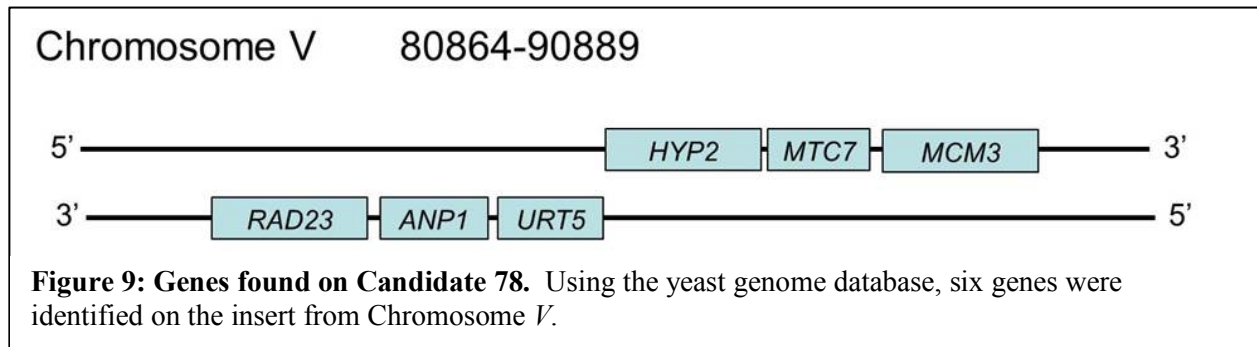 Chromosome V 80864-90889
5’ HYP2 MTC7 MCM3 3’
3’ RAD23 ANP1 URT5 5’
Figure 9: Genes found on Candidate 78. Using the yeast genome database, six genes were
identified on the insert from Chromosome V.